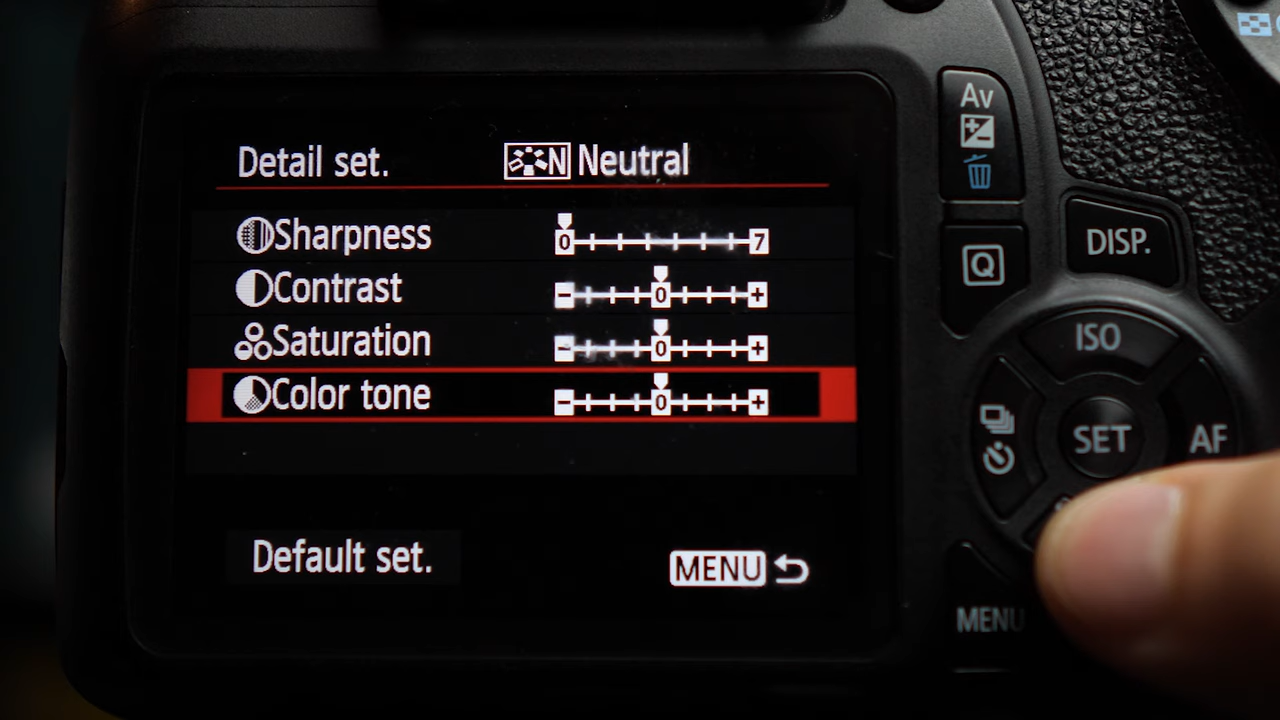 Detail set. N Neutral
Sharpness 0 7
Contrast - 0 +
Saturation - 0 +
Color tone - 0 +
Default set. MENU
Av
Q
DISP.
ISO
SET
AF
MENU